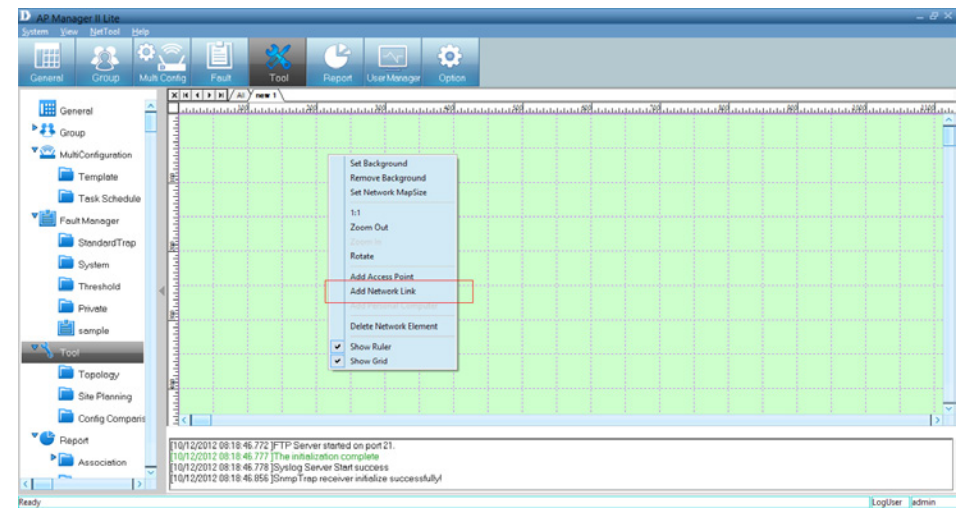 AP Manager II Lite
System View NetTool Help
General Group Multi Config Fault Tool Report UserManager Option
All new 1
General
Group
MultiConfiguration
Template
Task Schedule
FaultManager
StandardTrap
System
Threshold
Private
sample
Tool
Topology
Site Planning
Config Comparis
Report
Association
Set Background
Remove Background
Set Network MapSize
1:1
Zoom Out
Zoom In
Rotate
Add Access Point
Add Network Link
Delete Network Element
Show Ruler
Show Grid
[10/12/2012 08:18:46.772 ]FTP Server started on port 21.
[10/12/2012 08:18:46.777 ]The initialization complete
[10/12/2012 08:18:46.778 ]Syslog Server Start success
[10/12/2012 08:18:46.856 ]SnmpTrap receiver initialize successfully!
Ready
LogUser admin